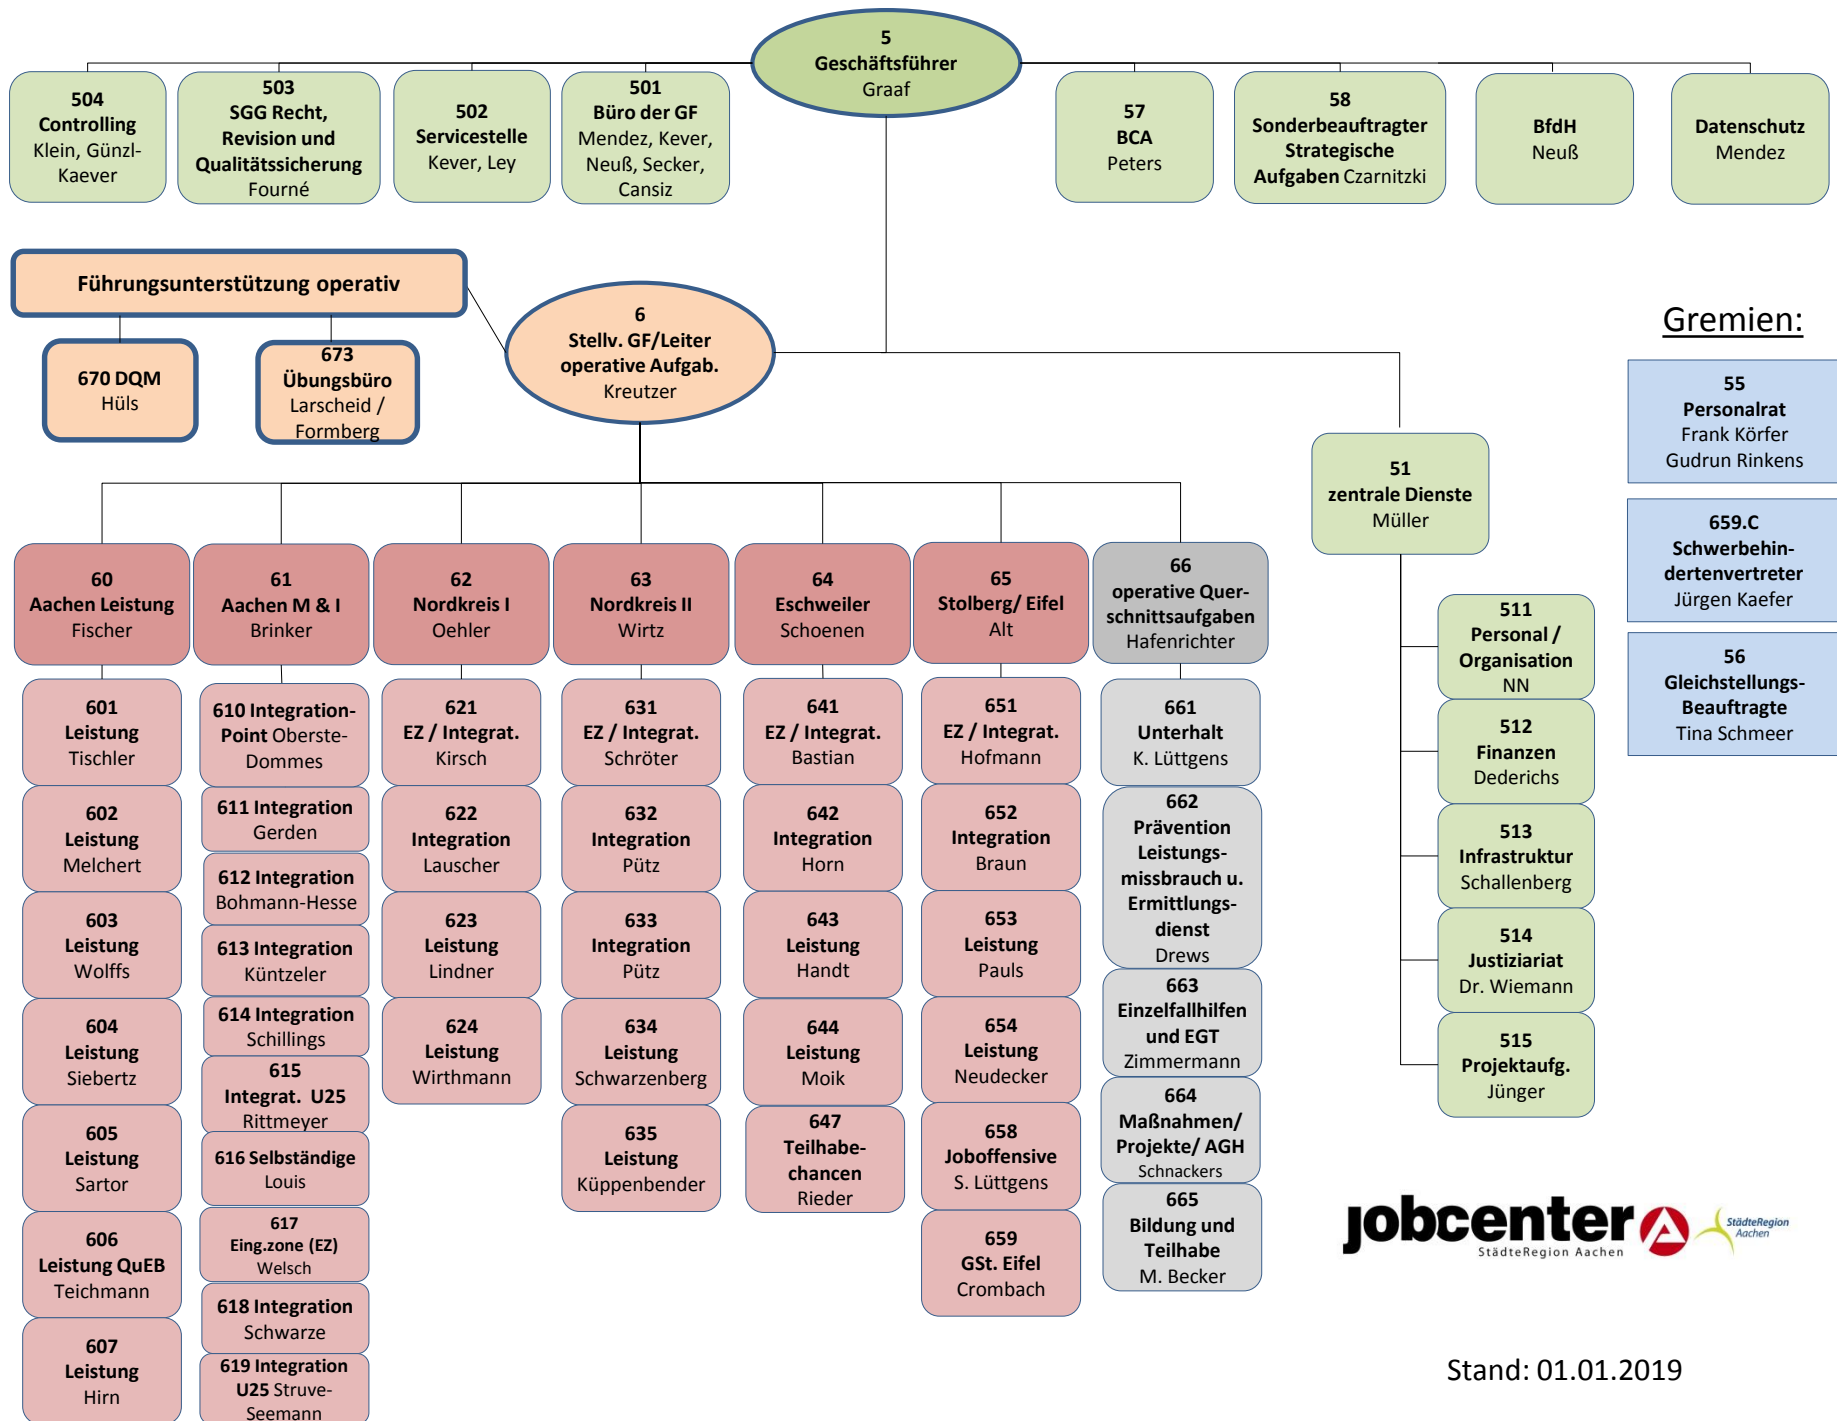 5
Geschäftsführer
Graaf
504
Controlling
Klein, Günzl-
Kaever
503
SGG Recht,
Revision und
Qualitätssicherung
Fourné
502
Servicestelle
Kever, Ley
501
Büro der GF
Mendez, Kever,
Neuß, Secker,
Cansiz
57
BCA
Peters
58
Sonderbeauftragter
Strategische
Aufgaben Czarnitzki
BfdH
Neuß
Datenschutz
Mendez
Führungsunterstützung operativ
670 DQM
Hüls
673
Übungsbüro
Larscheid /
Formberg
6
Stellv. GF/Leiter
operative Aufgab.
Kreutzer
Gremien:
55
Personalrat
Frank Körfer
Gudrun Rinkens
659.C
Schwerbehin-
dertenvertreter
Jürgen Kaefer
56
Gleichstellungs-
Beauftragte
Tina Schmeer
51
zentrale Dienste
Müller
511
Personal /
Organisation
NN
512
Finanzen
Dederichs
513
Infrastruktur
Schallenberg
514
Justiziariat
Dr. Wiemann
515
Projektaufg.
Jünger
60
Aachen Leistung
Fischer
601
Leistung
Tischler
602
Leistung
Melchert
603
Leistung
Wolffs
604
Leistung
Siebertz
605
Leistung
Sartor
606
Leistung QuEB
Teichmann
607
Leistung
Hirn
61
Aachen M & I
Brinker
610 Integration-
Point Oberste-
Dommes
611 Integration
Gerden
612 Integration
Bohmann-Hesse
613 Integration
Küntzeler
614 Integration
Schillings
615
Integrat. U25
Rittmeyer
616 Selbständige
Louis
617
Eing.zone (EZ)
Welsch
618 Integration
Schwarze
619 Integration
U25 Struve-
Seemann
62
Nordkreis I
Oehler
621
EZ / Integrat.
Kirsch
622
Integration
Lauscher
623
Leistung
Lindner
624
Leistung
Wirthmann
63
Nordkreis II
Wirtz
631
EZ / Integrat.
Schröter
632
Integration
Pütz
633
Integration
Pütz
634
Leistung
Schwarzenberg
635
Leistung
Küppenbender
64
Eschweiler
Schoenen
641
EZ / Integrat.
Bastian
642
Integration
Horn
643
Leistung
Handt
644
Leistung
Moik
647
Teilhabe-
chancen
Rieder
65
Stolberg/ Eifel
Alt
651
EZ / Integrat.
Hofmann
652
Integration
Braun
653
Leistung
Pauls
654
Leistung
Neudecker
658
Joboffensive
S. Lüttgens
659
GSt. Eifel
Crombach
66
operative Quer-
schnittsaufgaben
Hafenrichter
661
Unterhalt
K. Lüttgens
662
Prävention
Leistungs-
missbrauch u.
Ermittlungs-
dienst
Drews
663
Einzelfallhilfen
und EGT
Zimmermann
664
Maßnahmen/
Projekte/ AGH
Schnackers
665
Bildung und
Teilhabe
M. Becker
jobcenter
StädteRegion Aachen
StädteRegion
Aachen
Stand: 01.01.2019